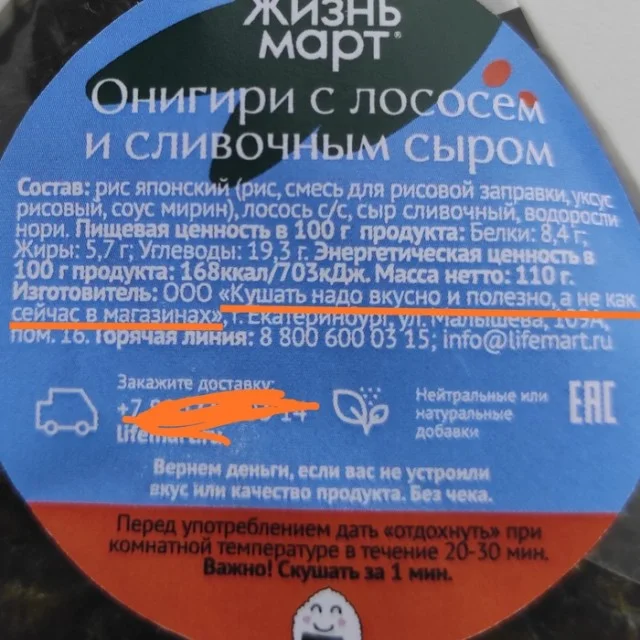 ЖИЗНЬ
март®
Онигири с лососем
и сливочным сыром
Состав: рис японский (рис, смесь для рисовой заправки, уксус
рисовый, соус мирин), лосось с/с, сыр сливочный, водоросли
нори. Пищевая ценность в 100 г продукта: Белки: 8,4 г;
Жиры: 5,7 г; Углеводы: 19,3 г. Энергетическая ценность в
100 г продукта: 168ккал/703кДж. Масса нетто: 110 г.
Изготовитель: ООО «Кушать надо вкусно и полезно, а не как
сейчас в магазинах», г. Екатеринбург, ул. Малышева, 109А,
пом. 16. Горячая линия: 8 800 600 03 15; info@lifemart.ru
Закажите доставку:
+7
Нейтральные или
натуральные
добавки
EAC
Вернем деньги, если вас не устроили
вкус или качество продукта. Без чека.
Перед употреблением дать «отдохнуть» при
комнатной температуре в течение 20-30 мин.
Важно! Скушать за 1 мин.